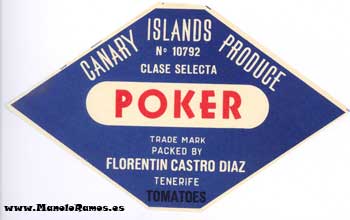 CANARY ISLANDS PRODUCE
Nº 10792
CLASE SELECTA
POKER
TRADE MARK
PACKED BY
FLORENTIN CASTRO DIAZ
TENERIFE
TOMATOES
www.ManoloRamos.es